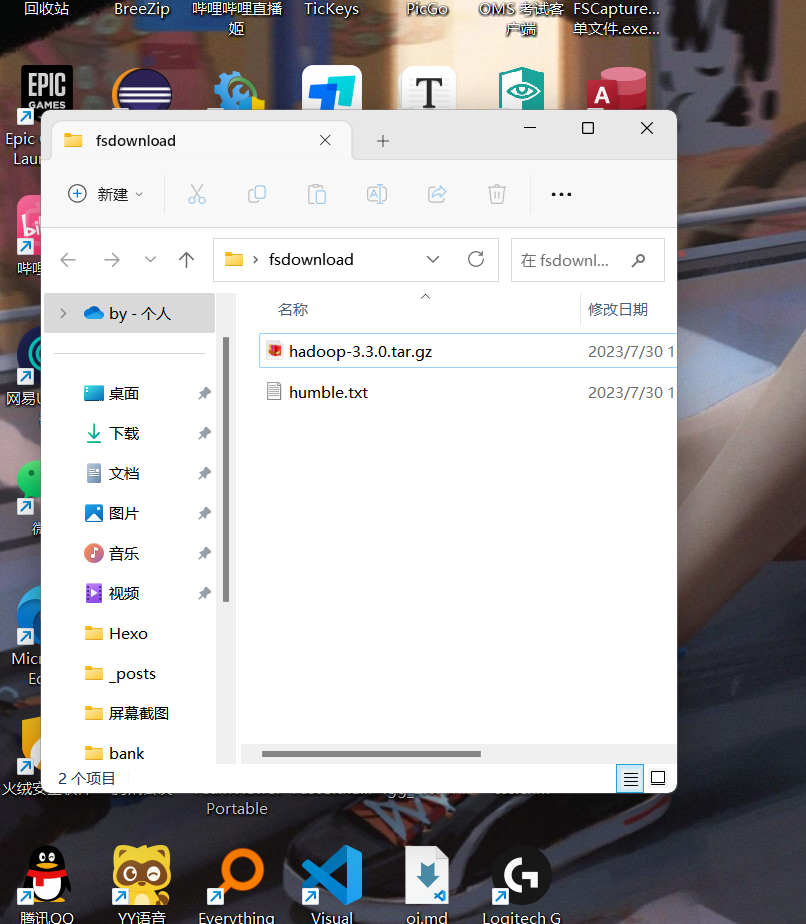 回收站
BreeZip
哔哩哔哩直播
姬
TicKeys
PicGo
OMS 考试客
户端
FSCapture...
单文件.exe...
EPIC
GAMES
T
A
Epic
Lau
fsdownload
新建
fsdownload
在 fsdownl...
by - 个人
名称
修改日期
hadoop-3.3.0.tar.gz
2023/7/30 1
humble.txt
2023/7/30 1
桌面
下载
文档
图片
音乐
视频
Hexo
_posts
屏幕截图
bank
2 个项目
哔哩
网易
微
Micr
Ed
火绒安
Portable
腾讯QQ
YY语音
Everything
Visual
oi.md
Logitech G